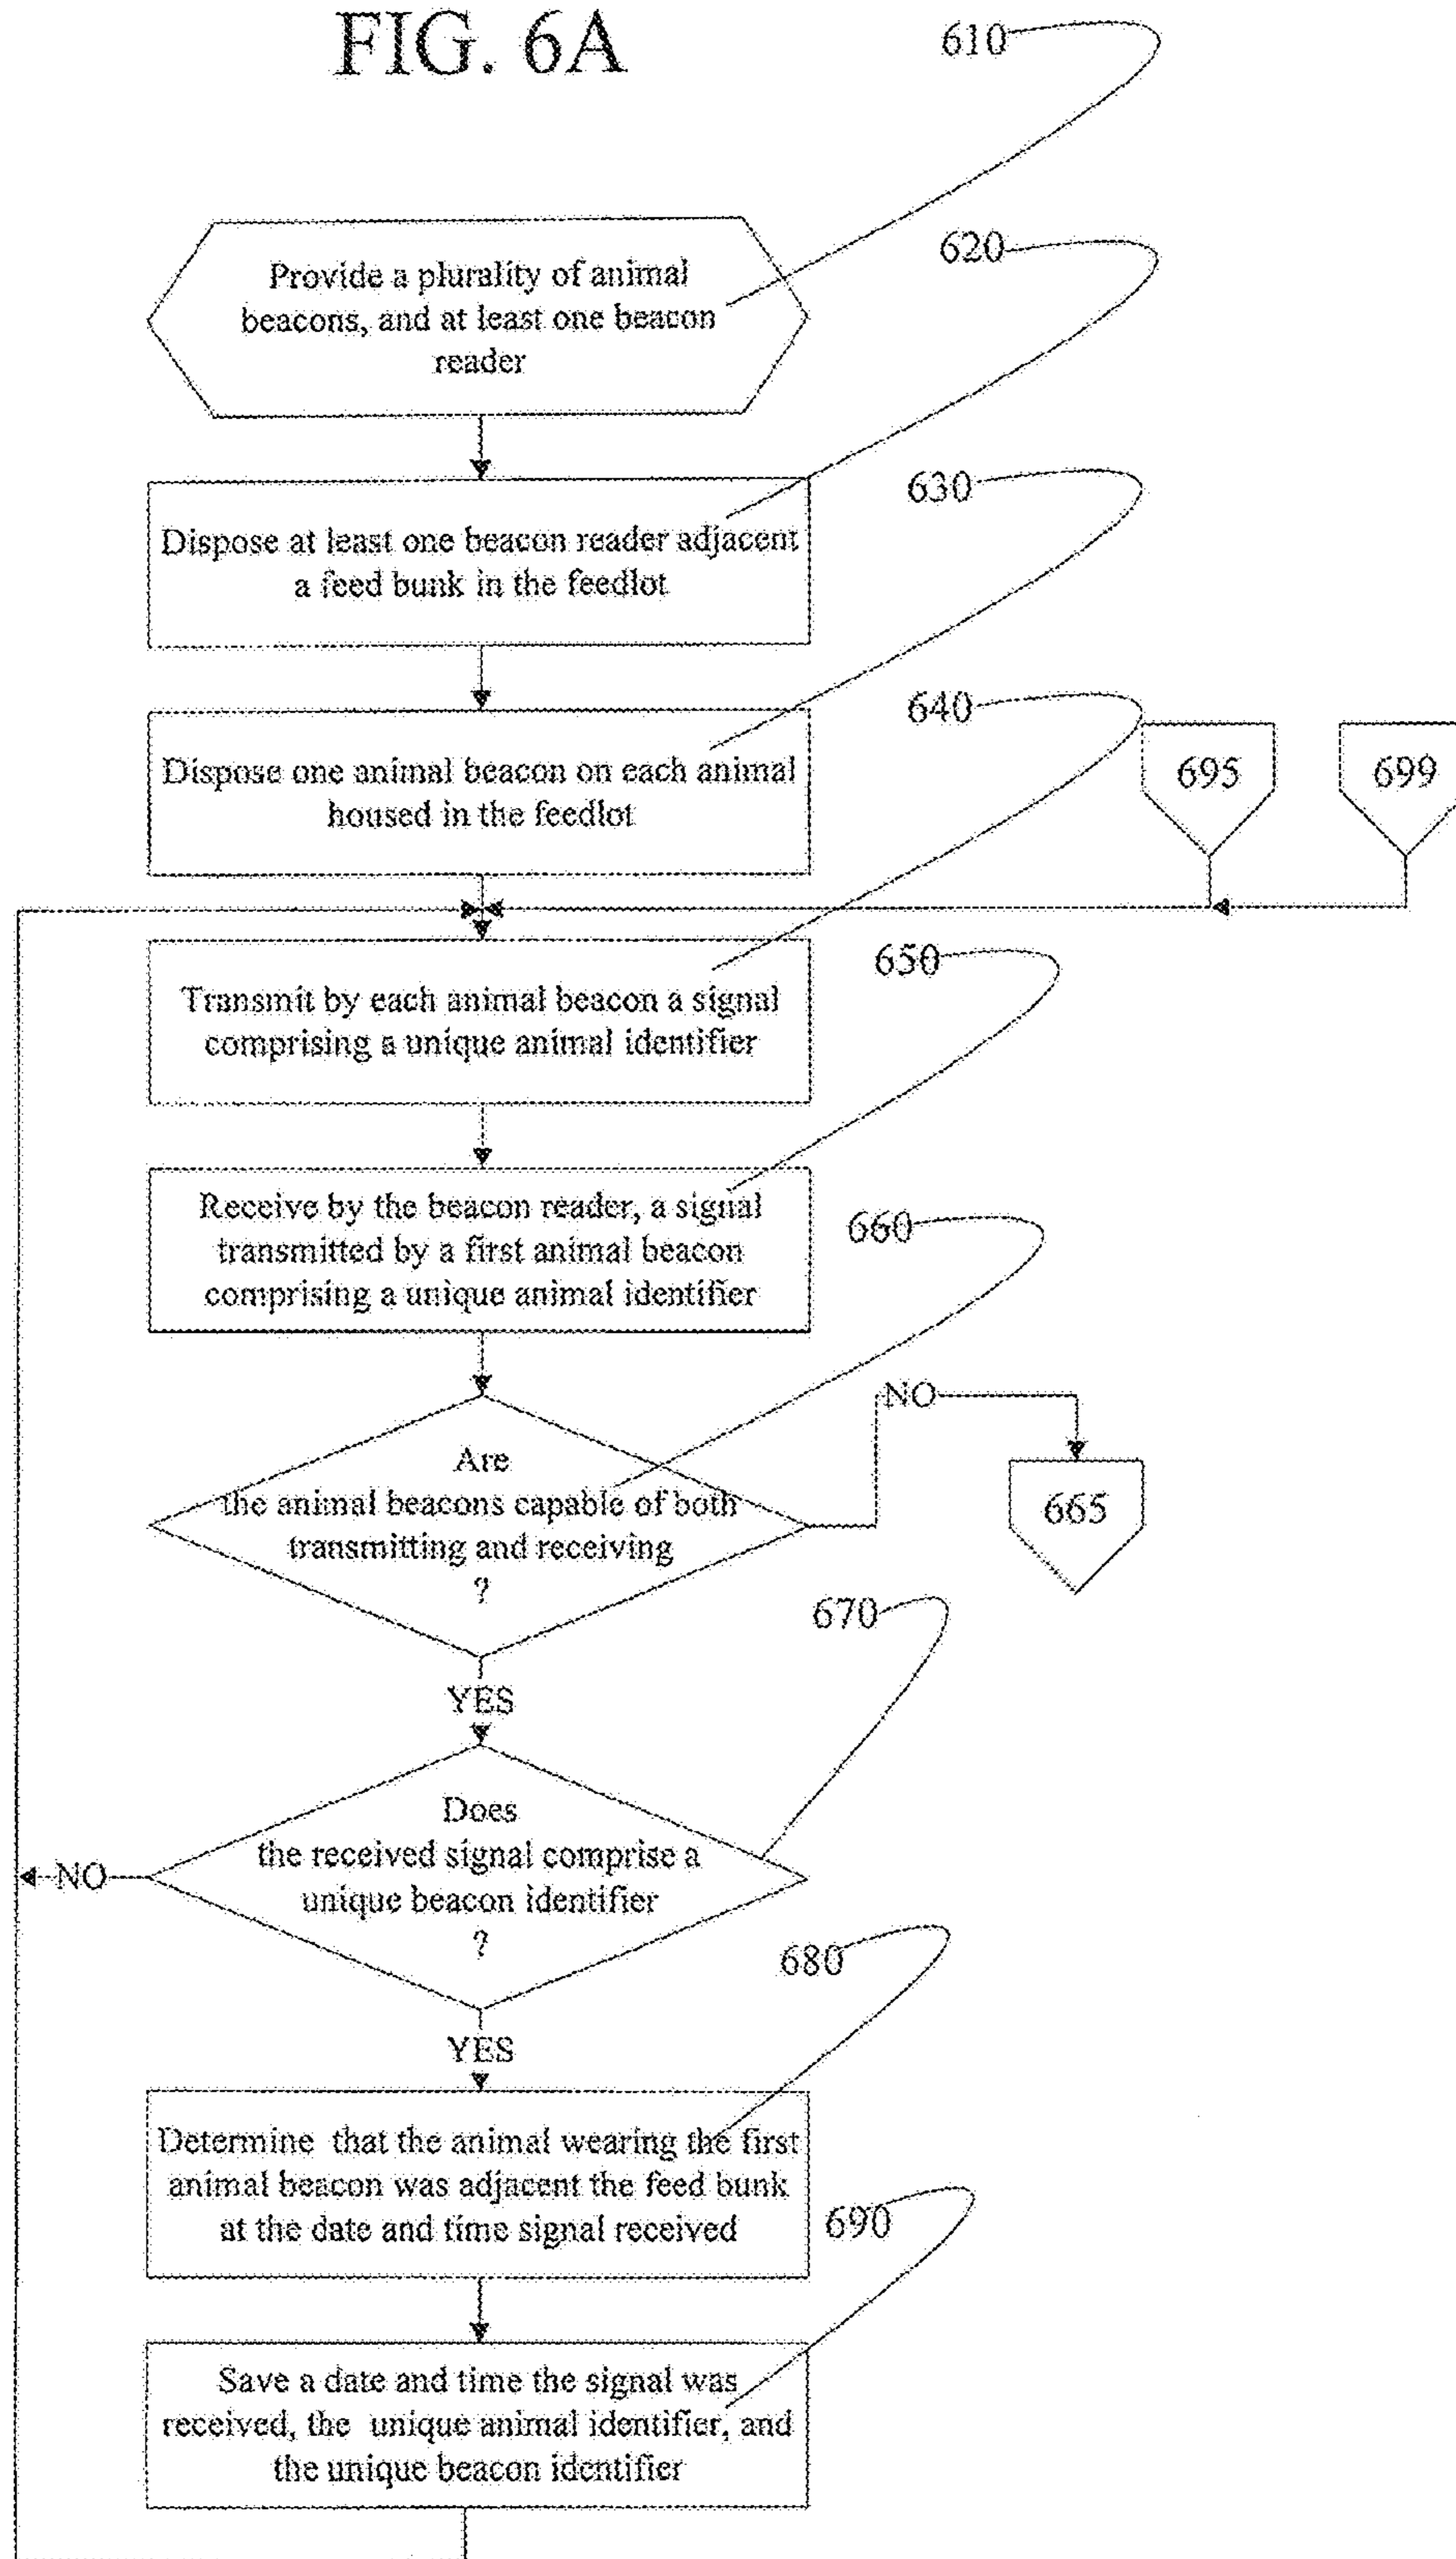 FIG. 6A
610
Provide a plurality of animal
beacons, and at least one beacon
reader
620
Dispose at least one beacon reader adjacent
a feed bunk in the feedlot
630
Dispose one animal beacon on each animal
housed in the feedlot
640
695
699
Transmit by each animal beacon a signal
comprising a unique animal identifier
650
Receive by the beacon reader, a signal
transmitted by a first animal beacon
comprising a unique animal identifier
660
Are
the animal beacons capable of both
transmitting and receiving
?
NO
665
YES
670
Does
the received signal comprise a
unique beacon identifier
?
NO
YES
680
Determine that the animal wearing the first
animal beacon was adjacent the feed bunk
at the date and time signal received
690
Save a date and time the signal was
received, the unique animal identifier, and
the unique beacon identifier